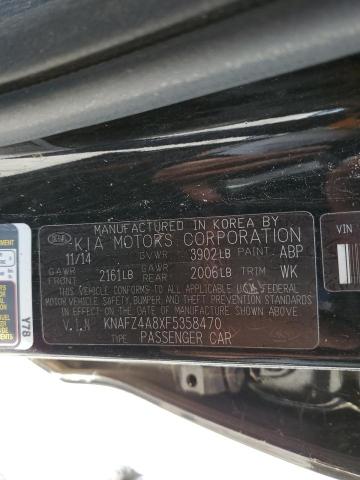 MANUFACTURED IN KOREA BY
KIA KIA MOTORS CORPORATION
11/14 GVWR 3902LB PAINT: ABP
GAWR FRONT 2161LB GAWR REAR 2006LB TRIM WK
THIS VEHICLE CONFORMS TO ALL APPLICABLE U.S. FEDERAL
MOTOR VEHICLE SAFETY, BUMPER, AND THEFT PREVENTION
STANDARDS IN EFFECT ON THE DATE OF MANUFACTURE SHOWN ABOVE.
V.I.N KNAFZ4A8XF5358470
TYPE: PASSENGER CAR
Y78
VIN